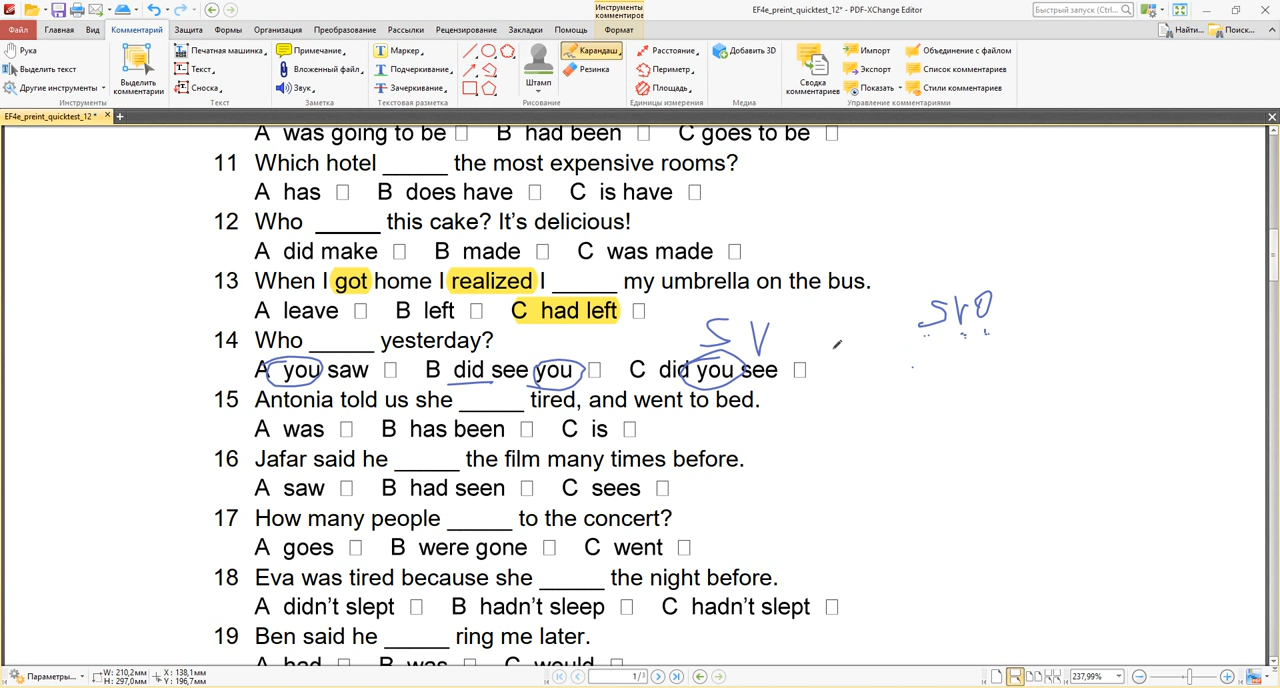 Инструменты комментирова
EF4e_preint_quicktest_12* - PDF-XChange Editor
Быстрый запуск (Ctrl...
Файл Главная Вид Комментарий Защита Формы Организация Преобразование Рассылки Рецензирование Закладки Помощь Формат Найти... Поиск...
Рука
Выделить текст
Другие инструменты
Инструменты
Выделить комментарии
Печатная машинка
Текст
Сноска
Текст
Примечание
Вложенный файл
Звук
Заметка
Маркер
Подчеркивание
Зачеркивание
Текстовая разметка
Штамп
Карандаш
Резинка
Рисование
Расстояние
Периметр
Площадь
Единицы измерения
Добавить 3D
Медиа
Сводка комментариев
Импорт
Экспорт
Показать
Объединение с файлом
Список комментариев
Стили комментариев
Управление комментариями
EF4e_preint_quicktest_12 *
A was going to be B had been C goes to be
11 Which hotel _____ the most expensive rooms?
A has B does have C is have
12 Who _____ this cake? It's delicious!
A did make B made C was made
13 When I got home I realized I _____ my umbrella on the bus.
A leave B left C had left
SVO
14 Who _____ yesterday?
S V
A you saw B did see you C did you see
15 Antonia told us she _____ tired, and went to bed.
A was B has been C is
16 Jafar said he _____ the film many times before.
A saw B had seen C sees
17 How many people _____ to the concert?
A goes B were gone C went
18 Eva was tired because she _____ the night before.
A didn't slept B hadn't sleep C hadn't slept
19 Ben said he _____ ring me later.
A had B was C would
Параметры...
W: 210,2мм
H: 297,0мм
X: 138,1мм
Y: 196,7мм
237,99%